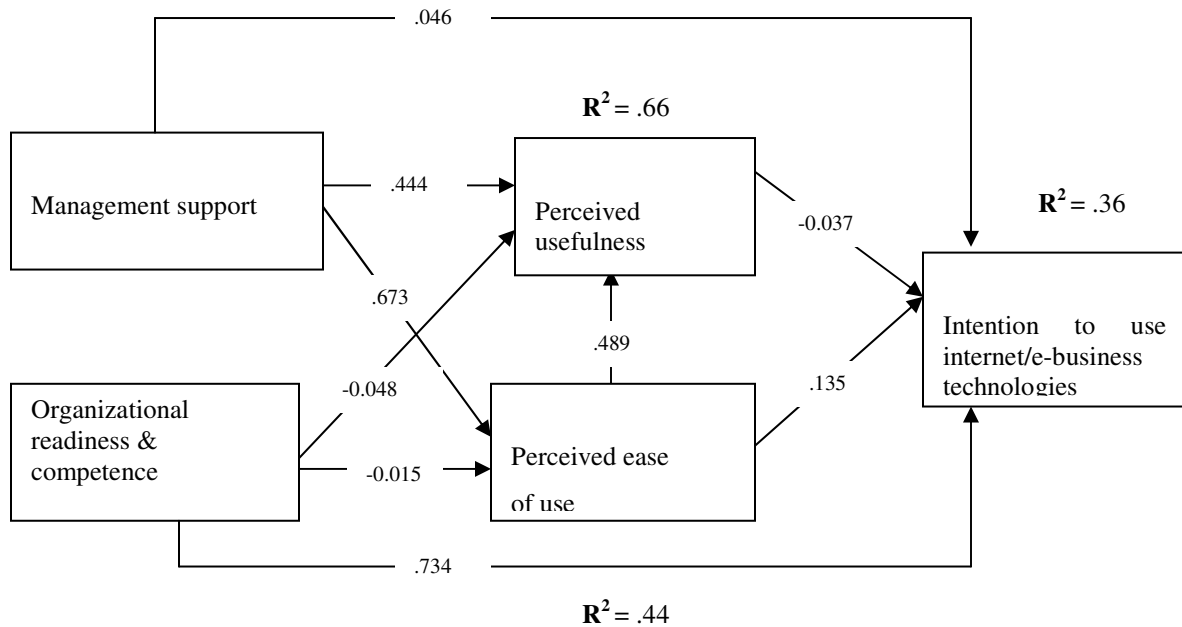 .046
R² = .66
Management support
.444
Perceived
usefulness
-0.037
R² = .36
.673
Intention to use
internet/e-business
technologies
.489
-0.048
.135
Organizational
readiness &
competence
-0.015
Perceived ease
of use
.734
R² = .44